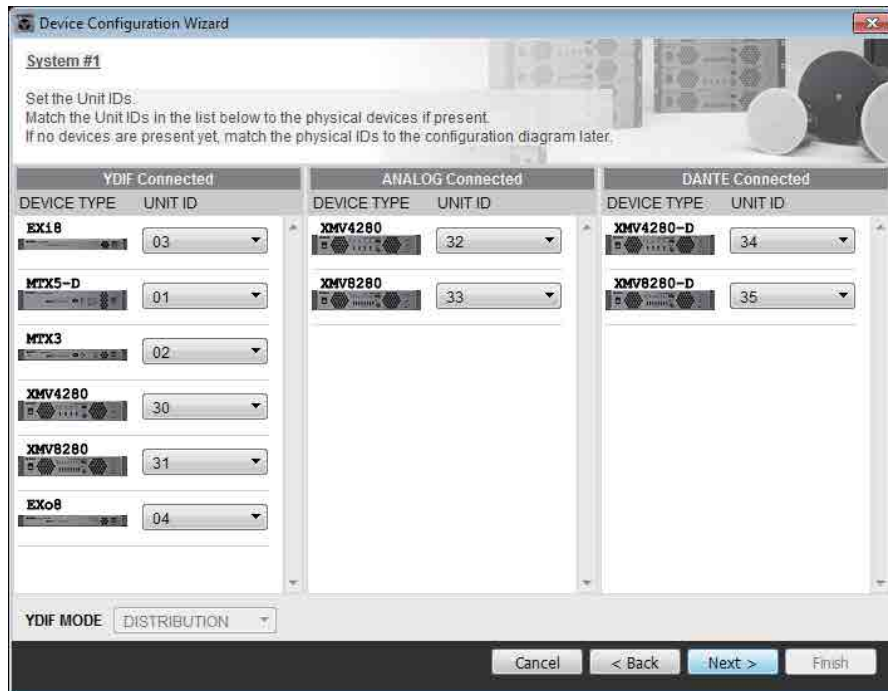 Device Configuration Wizard
System #1
Set the Unit IDs.
Match the Unit IDs in the list below to the physical devices if present.
If no devices are present yet, match the physical IDs to the configuration diagram later.
YDIF Connected
DEVICE TYPE UNIT ID
EXi8
03
MTX5-D
01
MTX3
02
XMV4280
30
XMV8280
31
EXo8
04
ANALOG Connected
DEVICE TYPE UNIT ID
XMV4280
32
XMV8280
33
DANTE Connected
DEVICE TYPE UNIT ID
XMV4280-D
34
XMV8280-D
35
YDIF MODE DISTRIBUTION
Cancel < Back Next > Finish